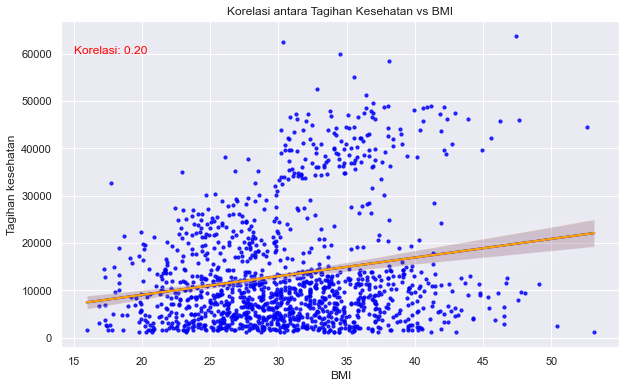 Korelasi antara Tagihan Kesehatan vs BMI
Korelasi: 0.20
60000
50000
40000
30000
20000
10000
0
Tagihan kesehatan
15 20 25 30 35 40 45 50
BMI